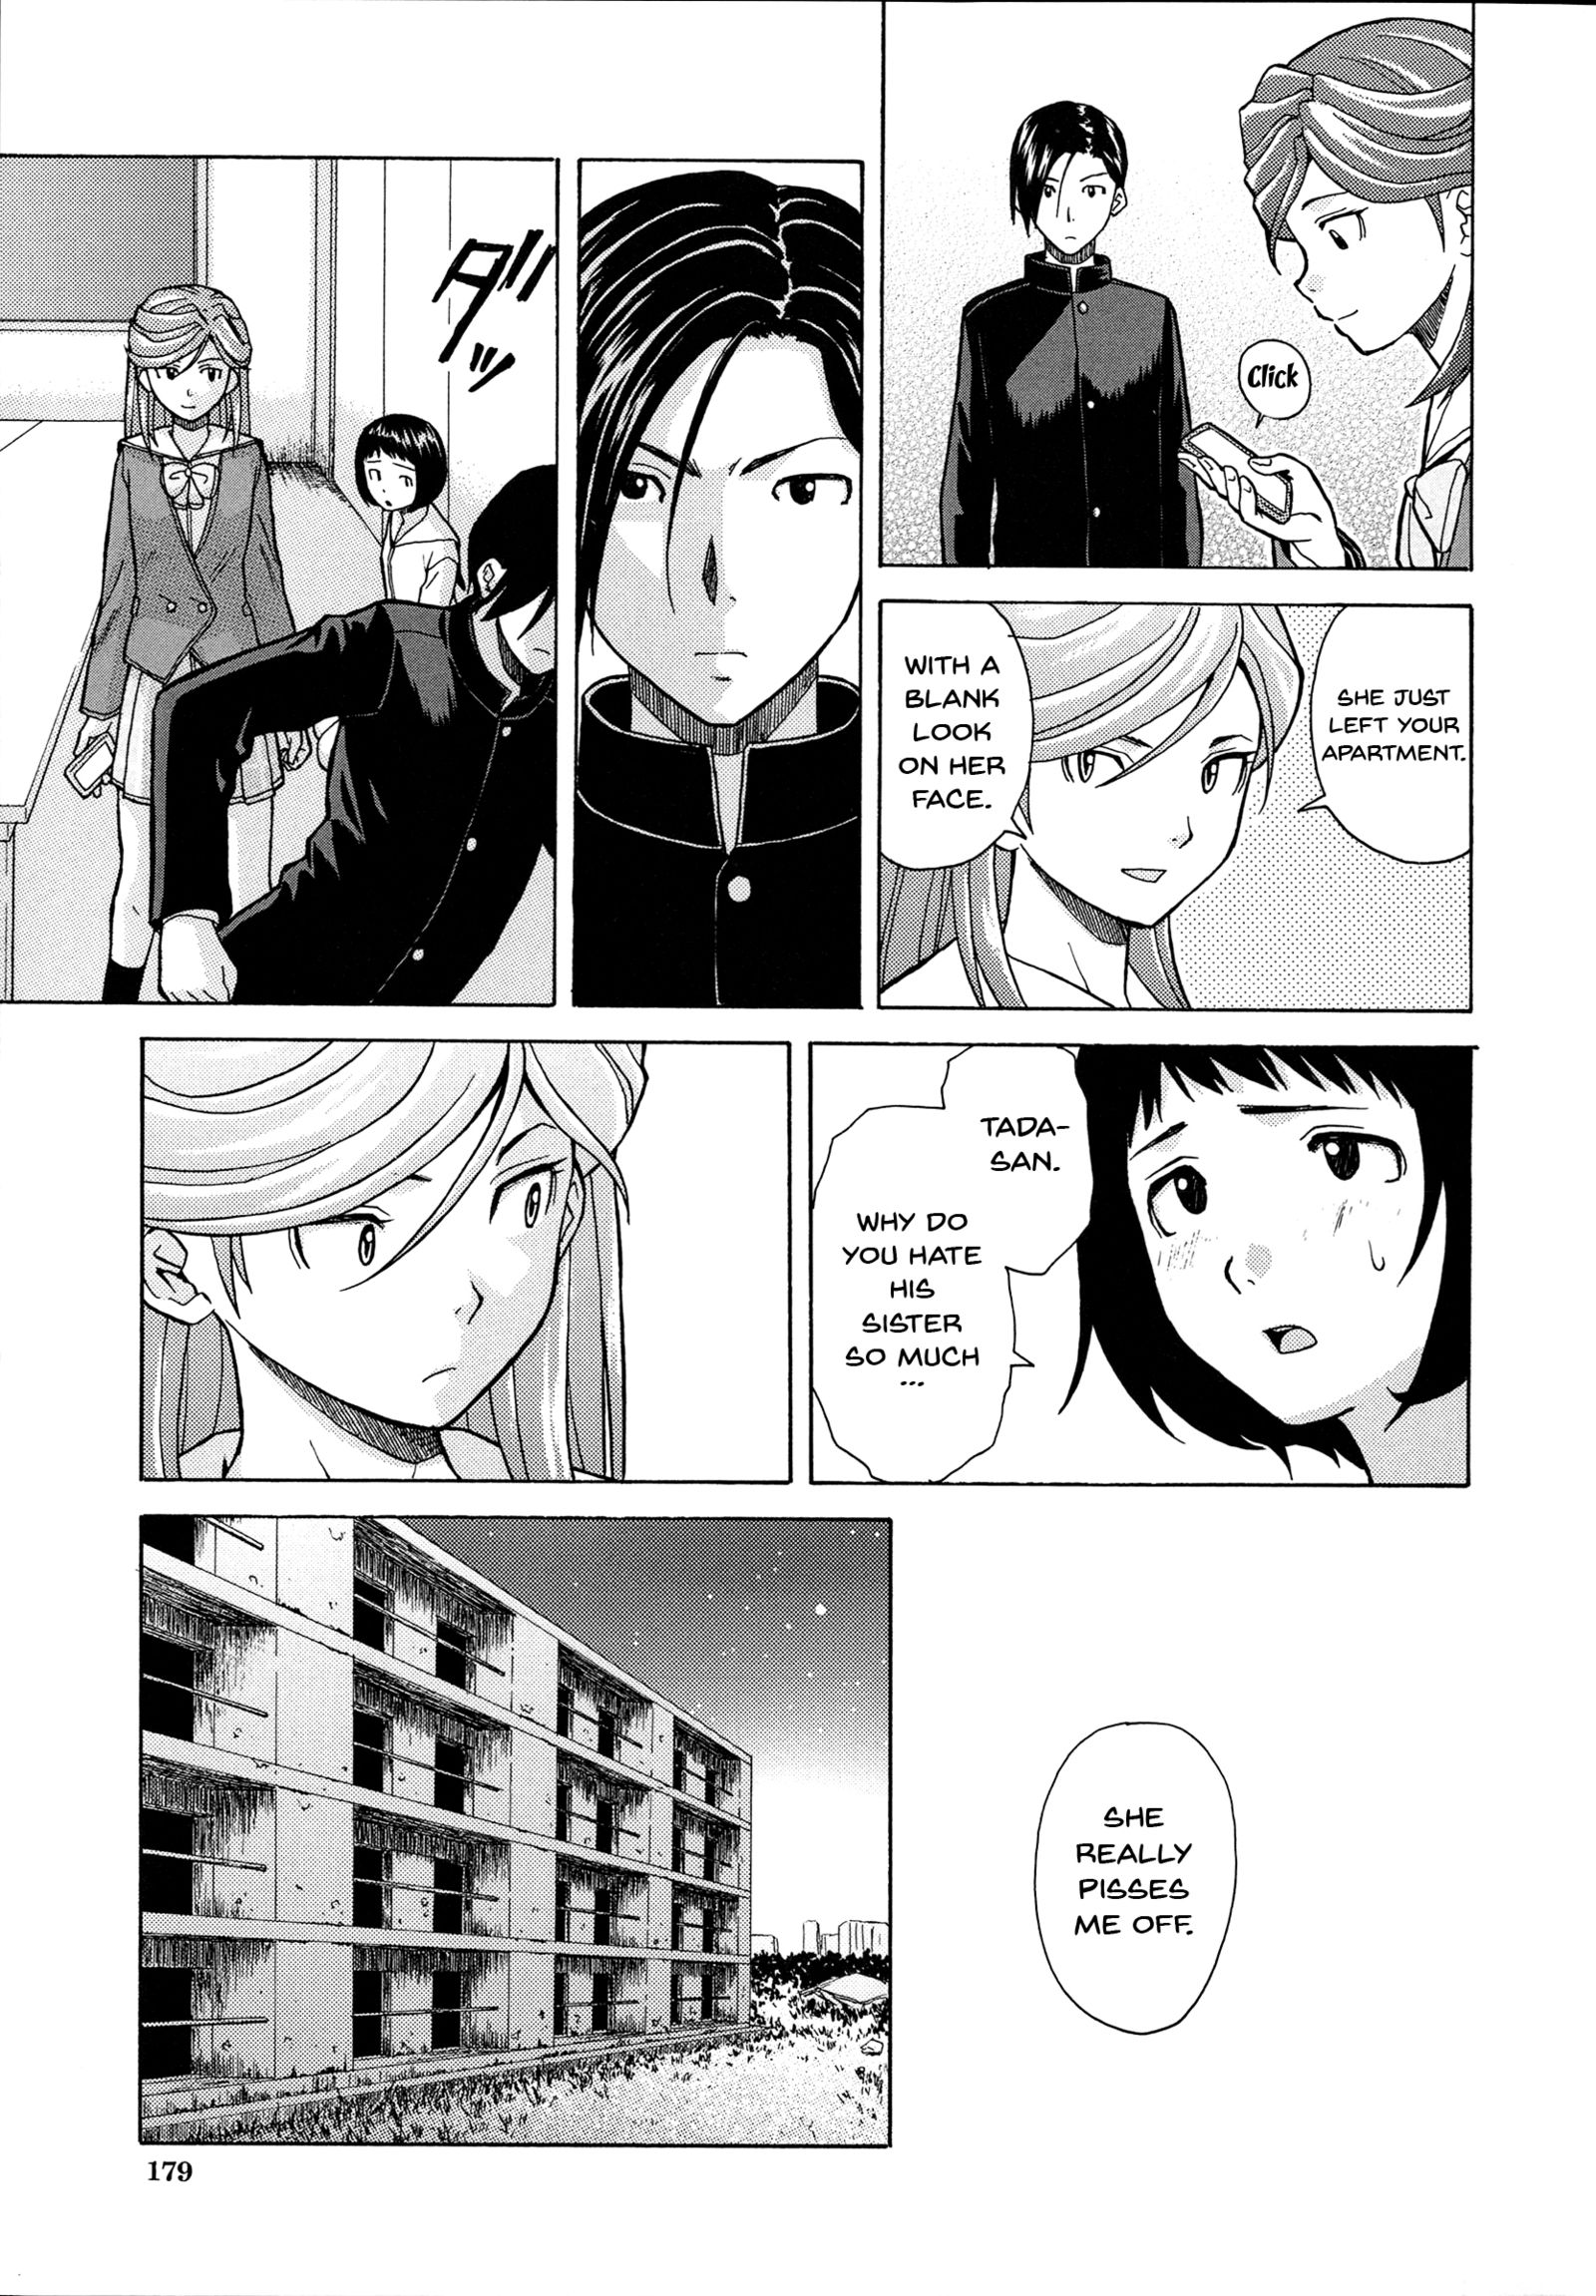 Click
SHE JUST
LEFT YOUR
APARTMENT.
WITH A
BLANK
LOOK
ON HER
FACE.
ダッ
TADA-
SAN.
WHY DO
YOU HATE
HIS
SISTER
SO MUCH
...
SHE
REALLY
PISSES
ME OFF.
179